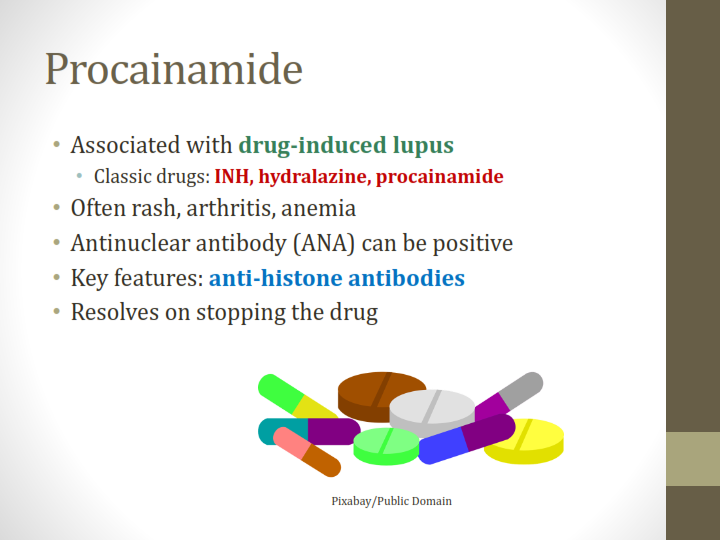 Procainamide
• Associated with drug-induced lupus
• Classic drugs: INH, hydralazine, procainamide
• Often rash, arthritis, anemia
• Antinuclear antibody (ANA) can be positive
• Key features: anti-histone antibodies
• Resolves on stopping the drug
Pixabay/Public Domain